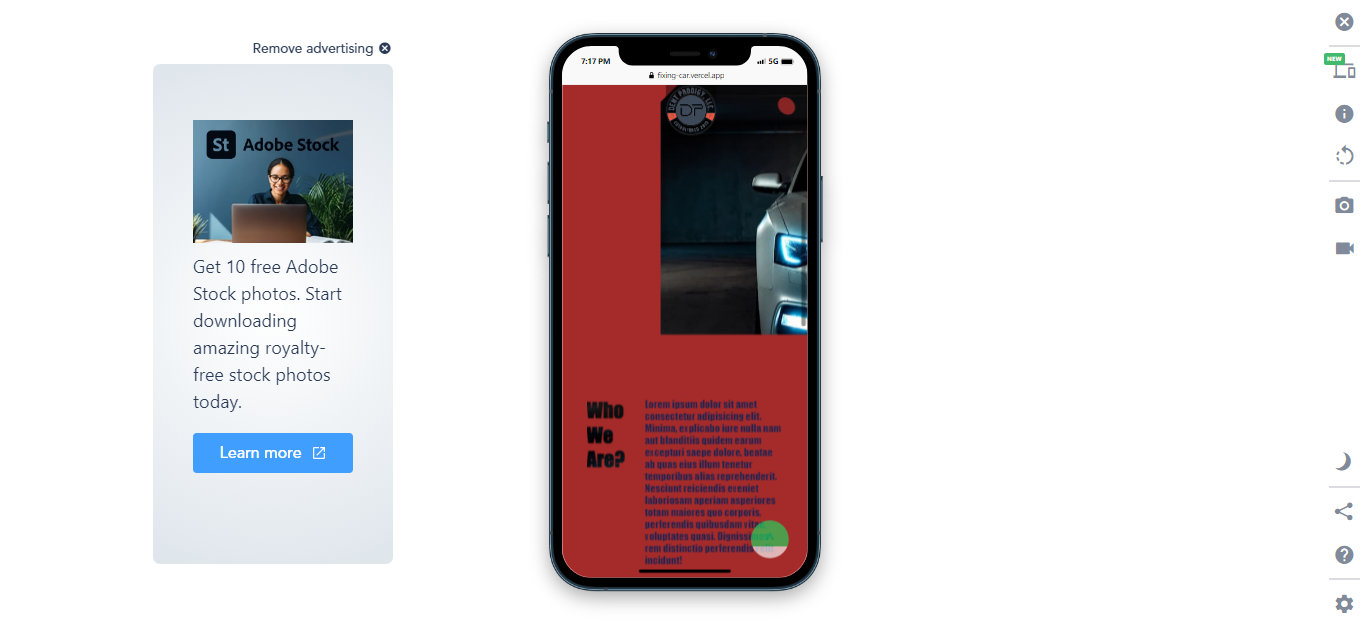 Remove advertising
St Adobe Stock
Get 10 free Adobe
Stock photos. Start
downloading
amazing royalty-
free stock photos
today.
Learn more
7:17 PM
5G
fixing-car.vercel.app
DENT PRODIGY, LLC
DP
Who
We
Are?
Lorem ipsum dolor sit amet
consectetur adipisicing elit.
Minima, explicabo iure nulla nam
aut blanditiis quidem earum
excepturi saepe dolore, beatae
ab quas eius illum tenetur
temporibus alias reprehenderit.
Nesciunt reiciendis eveniet
laboriosam aperiam asperiores
totam maiores quo corporis,
perferendis quibusdam vitae
voluptates quasi. Dignissimos,
rem distinctio perferendis
incidunt!
NEW